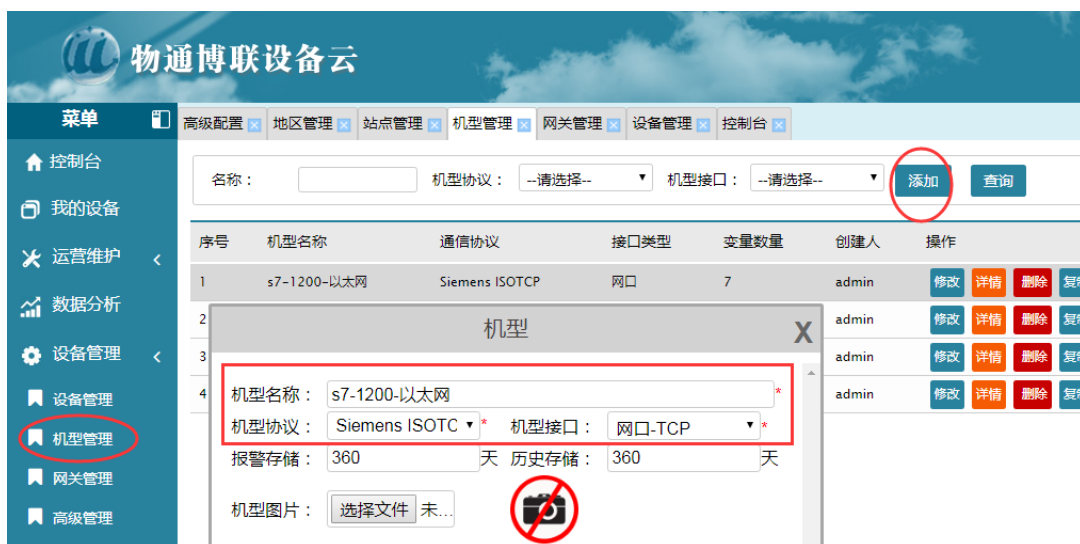 物通博联设备云
菜单
高级配置 地区管理 站点管理 机型管理 网关管理 设备管理 控制台
控制台
我的设备
运营维护
数据分析
设备管理
设备管理
机型管理
网关管理
高级管理
名称： 机型协议： --请选择-- 机型接口： --请选择-- 添加 查询
序号 机型名称 通信协议 接口类型 变量数量 创建人 操作
1 s7-1200-以太网 Siemens ISOTCP 网口 7 admin 修改 详情 删除
2 admin 修改 详情 删除
3 admin 修改 详情 删除
4 admin 修改 详情 删除
机型 X
机型名称： s7-1200-以太网 *
机型协议： Siemens ISOTC * 机型接口： 网口-TCP *
报警存储： 360 天 历史存储： 360 天
机型图片： 选择文件 未...